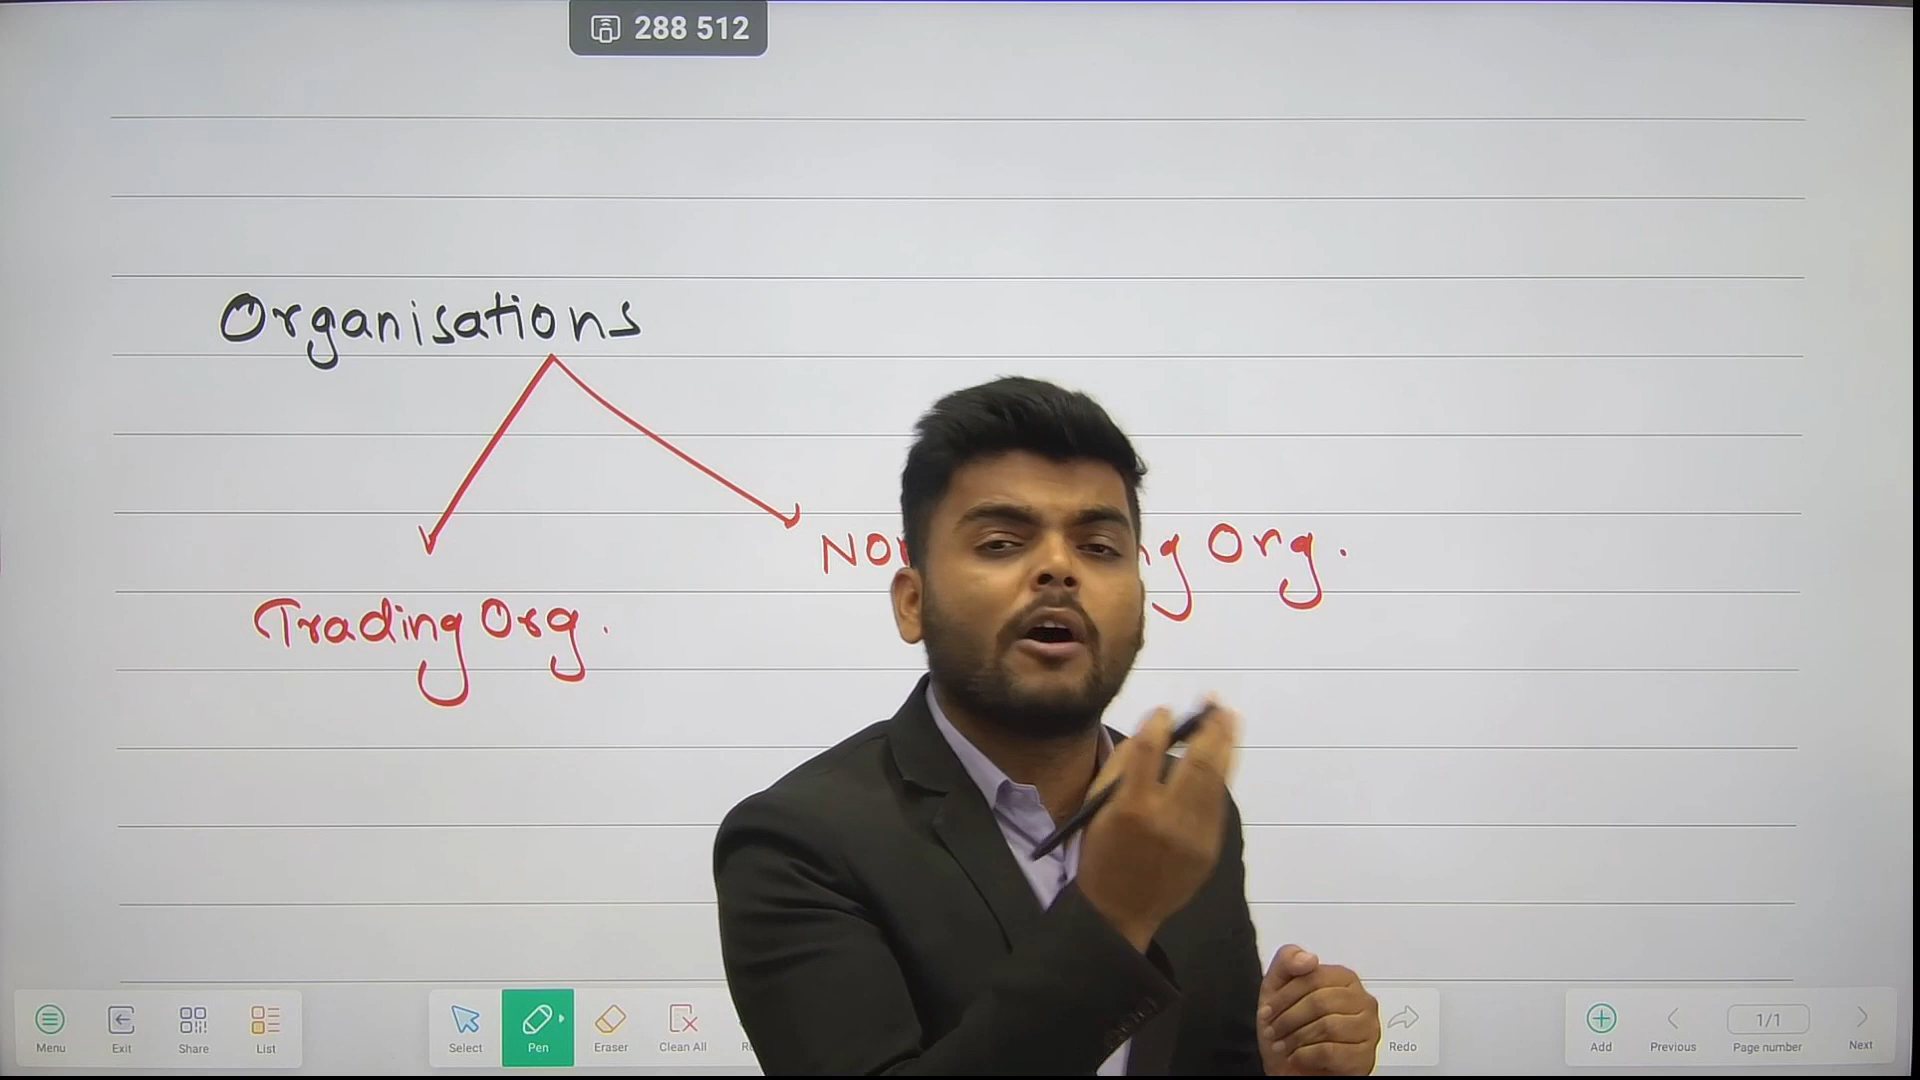 288 512
Organisations
Org.
Trading Org.
Menu
Exit
Share
List
Select
Pen
Eraser
Clean All
Redo
Add
Previous
1/1
Page number
Next